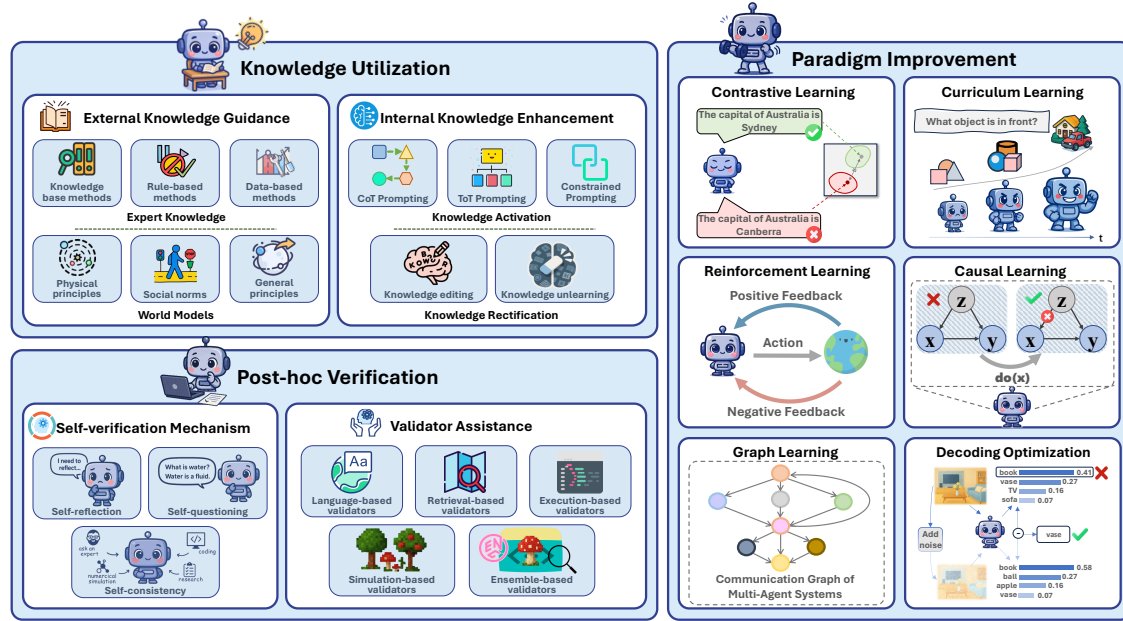 Knowledge Utilization
External Knowledge Guidance
Knowledge
base methods
Rule-based
methods
Data-based
methods
Expert Knowledge
Physical
principles
Social norms
General
principles
World Models
Internal Knowledge Enhancement
CoT Prompting
ToT Prompting
Constrained
Prompting
Knowledge Activation
Knowledge editing
Knowledge unlearning
Knowledge Rectification
Post-hoc Verification
Self-verification Mechanism
I need to
reflect...
Self-reflection
What is water?
Water is a fluid.
Self-questioning
ask an
expert
coding
numercical
simulation
research
Self-consistency
Validator Assistance
Aa
Language-based
validators
Retrieval-based
validators
Execution-based
validators
Simulation-based
validators
EN
Ensemble-based
validators
Paradigm Improvement
Contrastive Learning
The capital of Australia is
Sydney
The capital of Australia is
Canberra
Curriculum Learning
What object is in front?
t
Reinforcement Learning
Positive Feedback
Action
Negative Feedback
Causal Learning
z
x
y
z
x
y
do(x)
Graph Learning
Communication Graph of
Multi-Agent Systems
Decoding Optimization
book 0.41
vase 0.27
TV 0.16
sofa 0.07
Add
noise
vase
book 0.58
ball 0.27
apple 0.16
vase 0.07